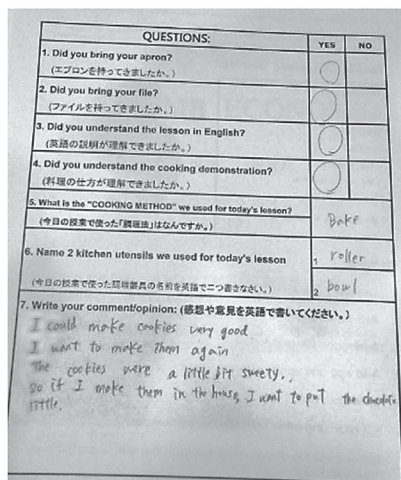 QUESTIONS: YES NO
1. Did you bring your apron?
(エプロンを持ってきましたか。)
2. Did you bring your file?
(ファイルを持ってきましたか。)
3. Did you understand the lesson in English?
(英語の説明が理解できましたか。)
4. Did you understand the cooking demonstration?
(料理の仕方が理解できましたか。)
5. What is the "COOKING METHOD" we used for today's lesson?
(今日の授業で使った「調理法」はなんですか。)
Bake
6. Name 2 kitchen utensils we used for today's lesson
(今日の授業で使った調理器具の名前を英語で二つ書きなさい。)
1 roller
2 bowl
7. Write your comment/opinion: (感想や意見を英語で書いてください。)
I could make cookies very good
I want to make them again
The cookies were a little bit sweety.
so if I make them in the house, I want to put the chocolate
little.